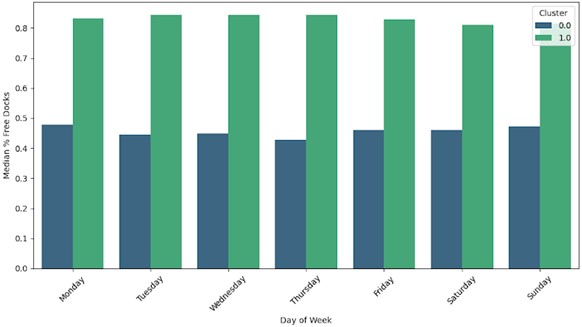 Cluster
0.0
1.0
Median % Free Docks
0.8
0.7
0.6
0.5
0.4
0.3
0.2
0.1
0.0
Monday
Tuesday
Wednesday
Thursday
Friday
Saturday
Sunday
Day of Week